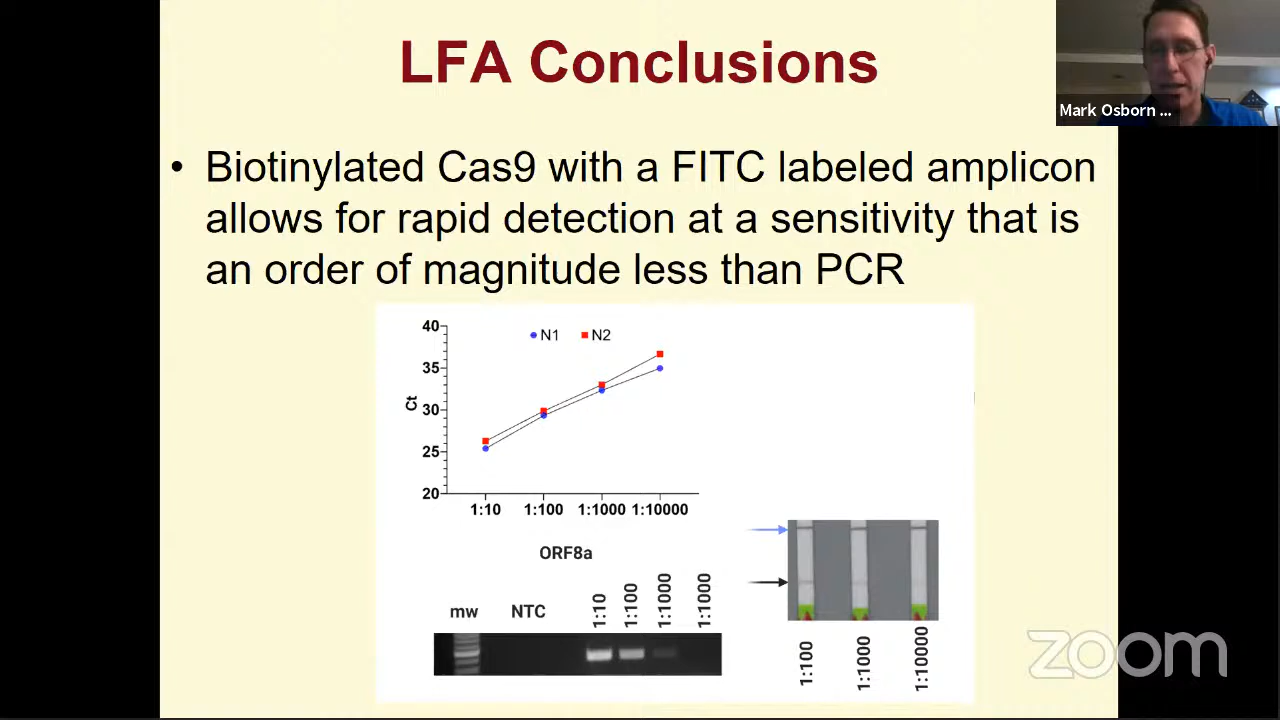 LFA Conclusions
Mark Osborn ...
• Biotinylated Cas9 with a FITC labeled amplicon
allows for rapid detection at a sensitivity that is
an order of magnitude less than PCR
N1 N2
40
35
30
25
20
Ct
1:10 1:100 1:1000 1:10000
ORF8a
mw NTC 1:10 1:100 1:1000 1:1000
1:100 1:1000 1:10000
zoom